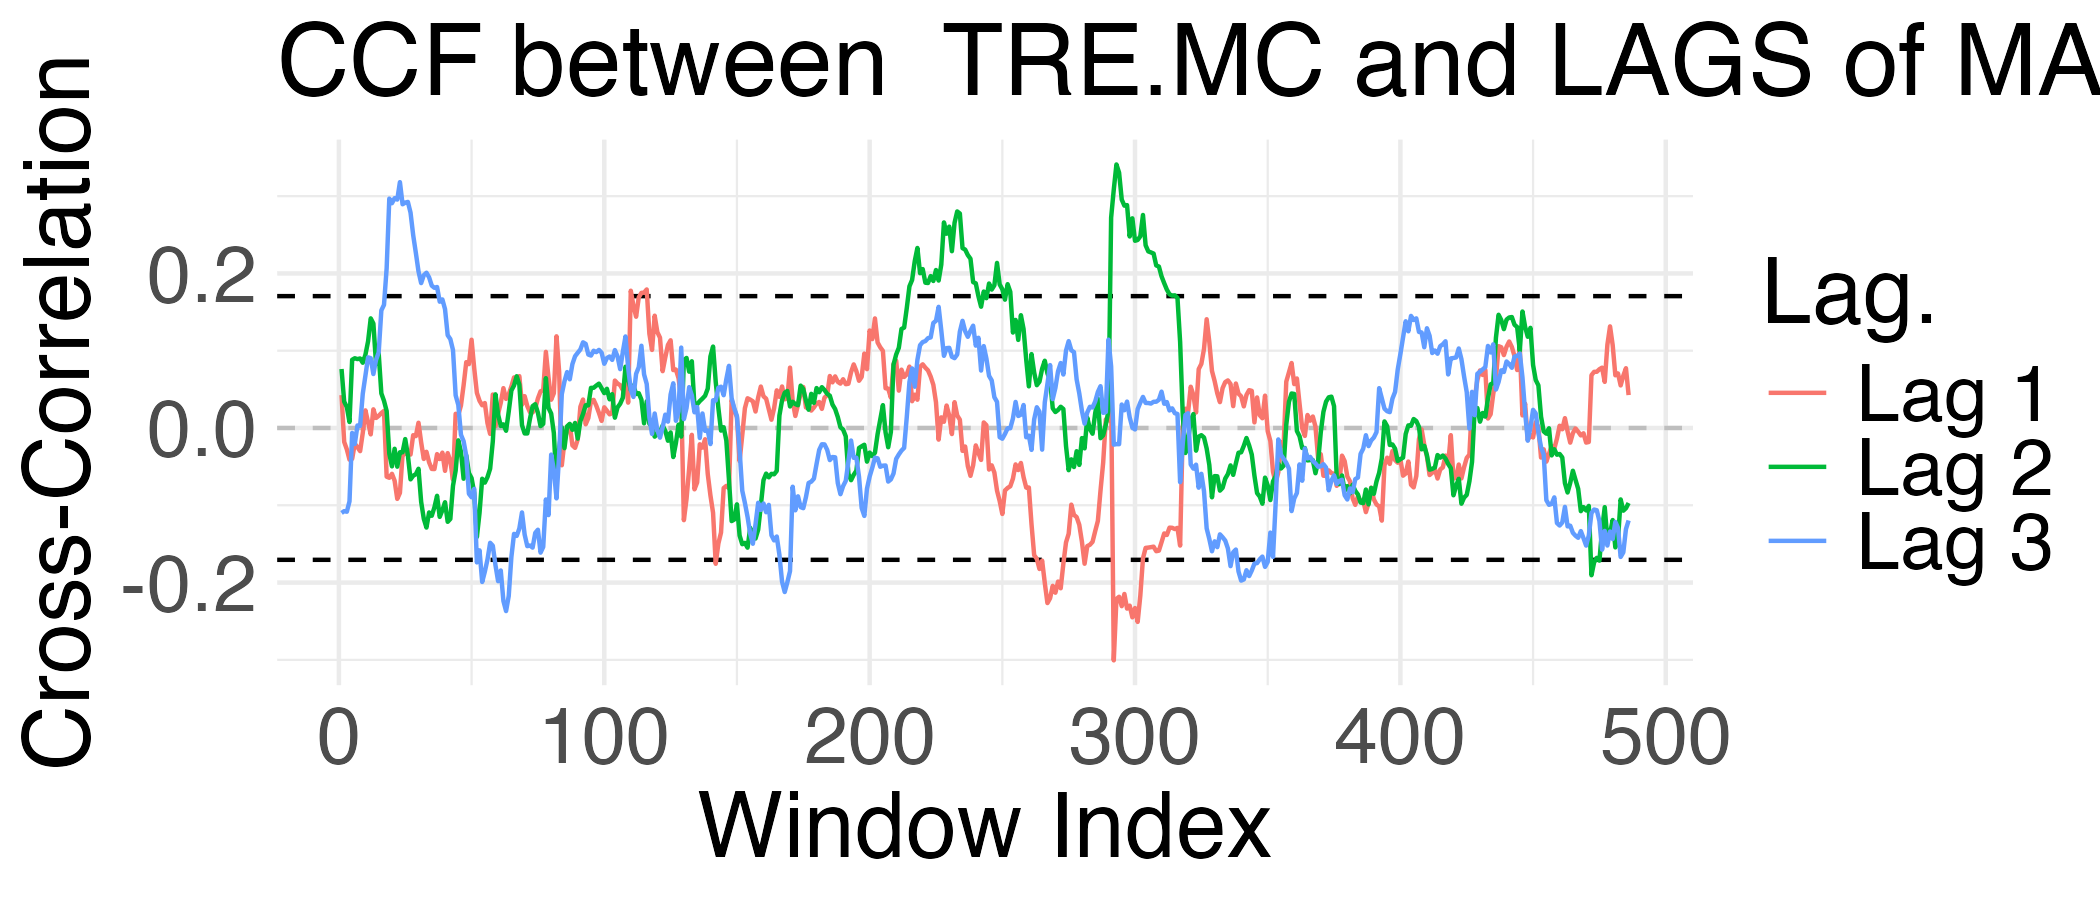 CCF between  TRE.MC and LAGS of MA
Cross-Correlation
0.2
0.0
-0.2
0
100
200
300
400
500
Window Index
Lag.
Lag 1
Lag 2
Lag 3